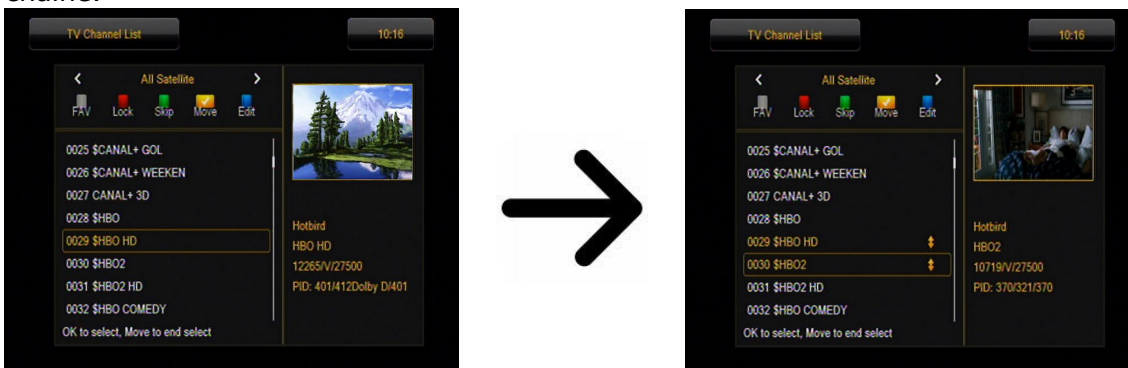 TV Channel List 10:16
< All Satellite >
FAV Lock Skip Move Edit
0025 $CANAL+ GOL
0026 $CANAL+ WEEKEN
0027 CANAL+ 3D
0028 $HBO
0029 $HBO HD
0030 $HBO2
0031 $HBO2 HD
0032 $HBO COMEDY
OK to select, Move to end select
Hotbird
HBO HD
12265/V/27500
PID: 401/412Dolby D/401
TV Channel List 10:16
< All Satellite >
FAV Lock Skip Move Edit
0025 $CANAL+ GOL
0026 $CANAL+ WEEKEN
0027 CANAL+ 3D
0028 $HBO
0029 $HBO HD
0030 $HBO2
0031 $HBO2 HD
0032 $HBO COMEDY
OK to select, Move to end select
Hotbird
HBO2
10719/V/27500
PID: 370/321/370